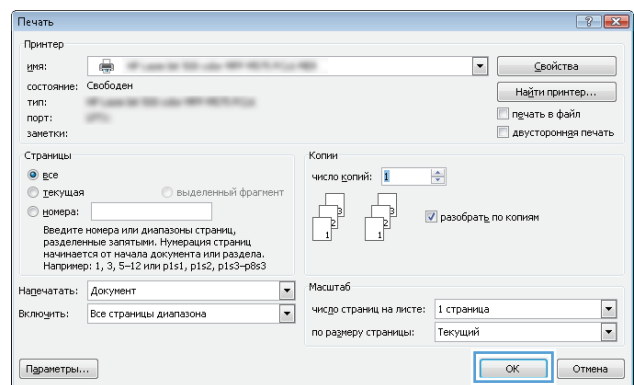 Печать
Принтер
имя:
Свойства
состояние: Свободен
Найти принтер...
тип:
порт:
печать в файл
заметки:
двусторонняя печать
Страницы
все
текущая
выделенный фрагмент
номера:
Введите номера или диапазоны страниц,
разделенные запятыми. Нумерация страниц
начинается от начала документа или раздела.
Например: 1, 3, 5–12 или p1s1, p1s2, p1s3–p8s3
Копии
число копий: 1
3 3
2 2
1 1
разобрать по копиям
Напечатать: Документ
Включить: Все страницы диапазона
Масштаб
число страниц на листе: 1 страница
по размеру страницы: Текущий
Параметры...
ОК
Отмена